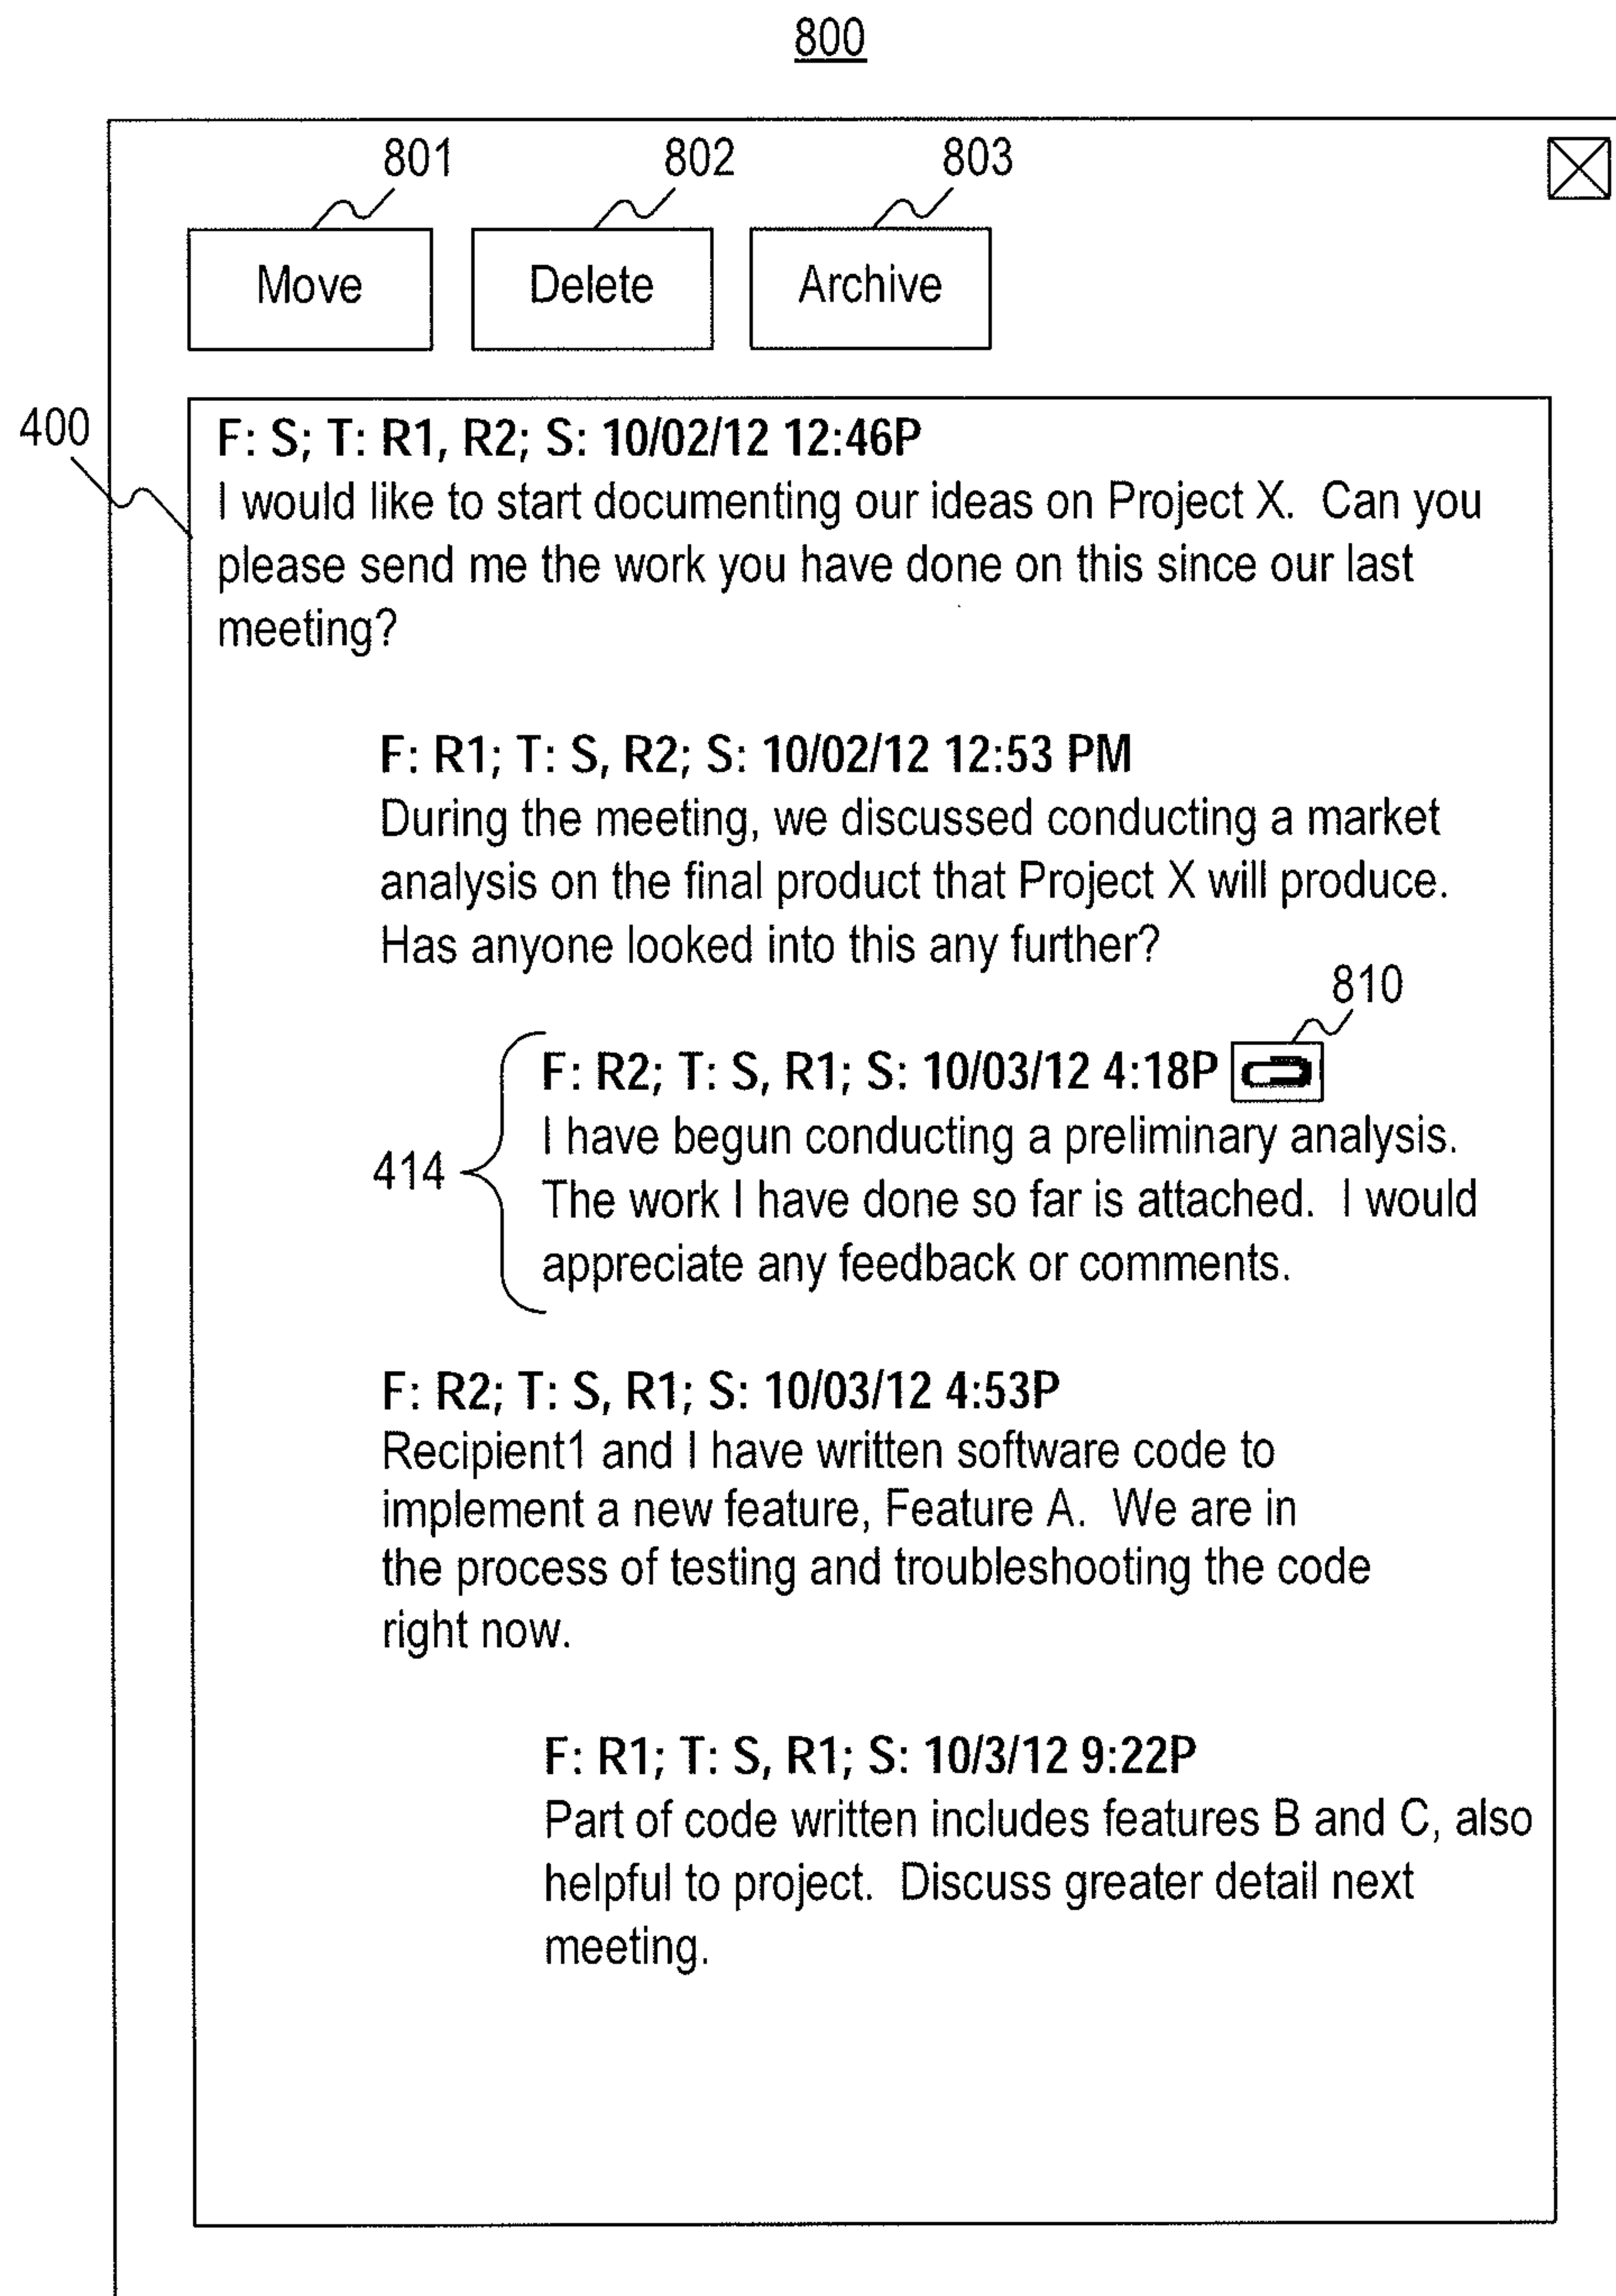 800
801 802 803
Move Delete Archive
400
F: S; T: R1, R2; S: 10/02/12 12:46P
I would like to start documenting our ideas on Project X. Can you
please send me the work you have done on this since our last
meeting?
F: R1; T: S, R2; S: 10/02/12 12:53 PM
During the meeting, we discussed conducting a market
analysis on the final product that Project X will produce.
Has anyone looked into this any further?
810
F: R2; T: S, R1; S: 10/03/12 4:18P
I have begun conducting a preliminary analysis.
414
The work I have done so far is attached. I would
appreciate any feedback or comments.
F: R2; T: S, R1; S: 10/03/12 4:53P
Recipient1 and I have written software code to
implement a new feature, Feature A. We are in
the process of testing and troubleshooting the code
right now.
F: R1; T: S, R1; S: 10/3/12 9:22P
Part of code written includes features B and C, also
helpful to project. Discuss greater detail next
meeting.